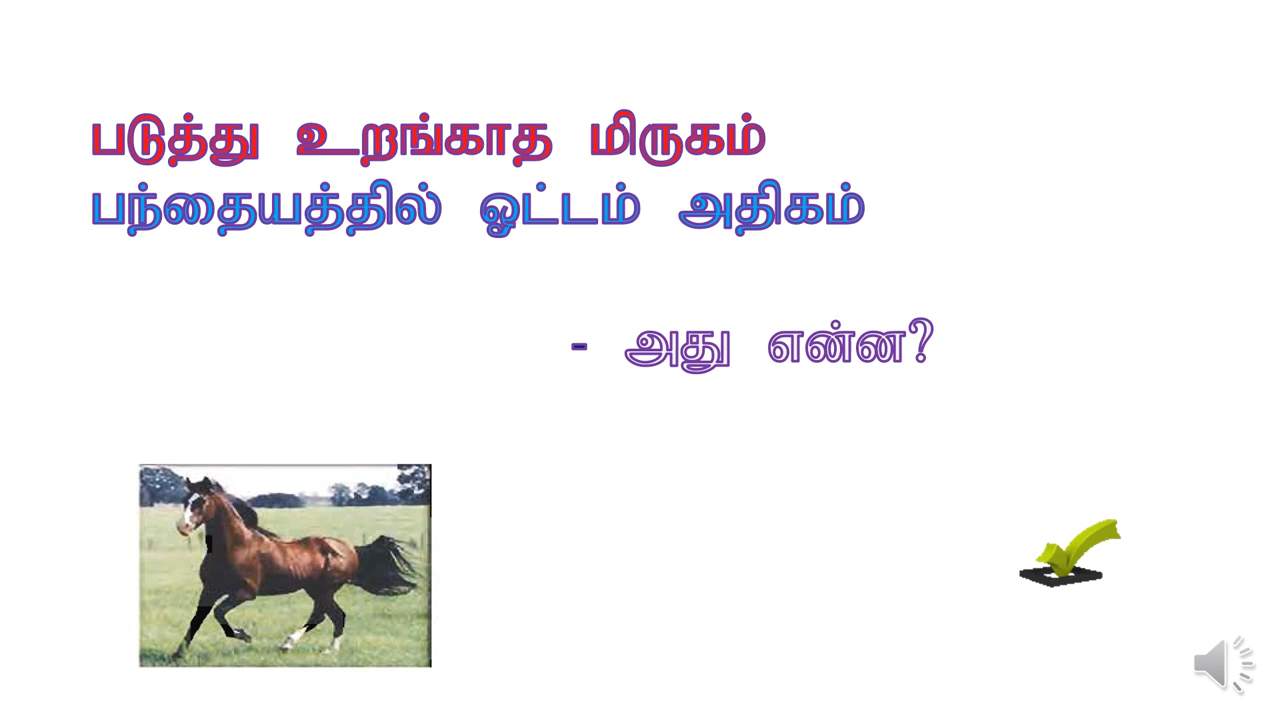 படுத்து உறங்காத மிருகம்
பந்தையத்தில் ஓட்டம் அதிகம்
- அது என்ன?